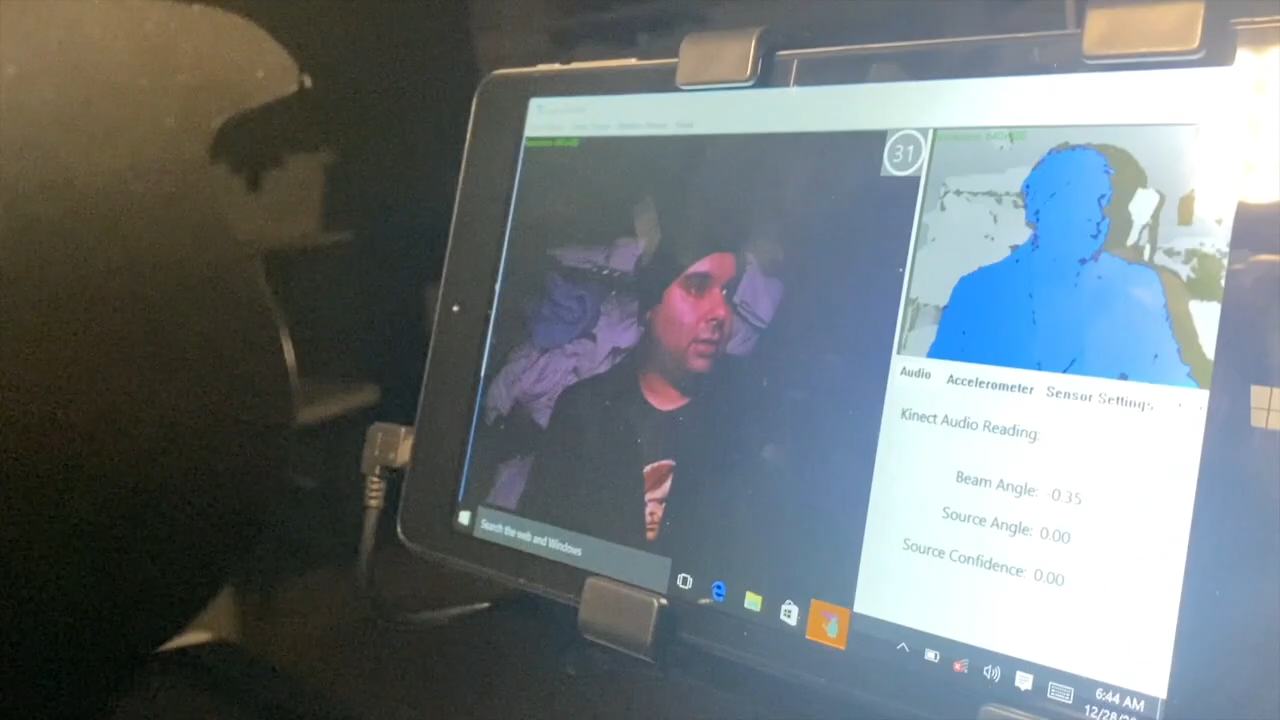 31
Audio Accelerometer Sensor Settings
Kinect Audio Reading:
Beam Angle: -0.35
Source Angle: 0.00
Source Confidence: 0.00
Search the web and Windows
6:44 AM